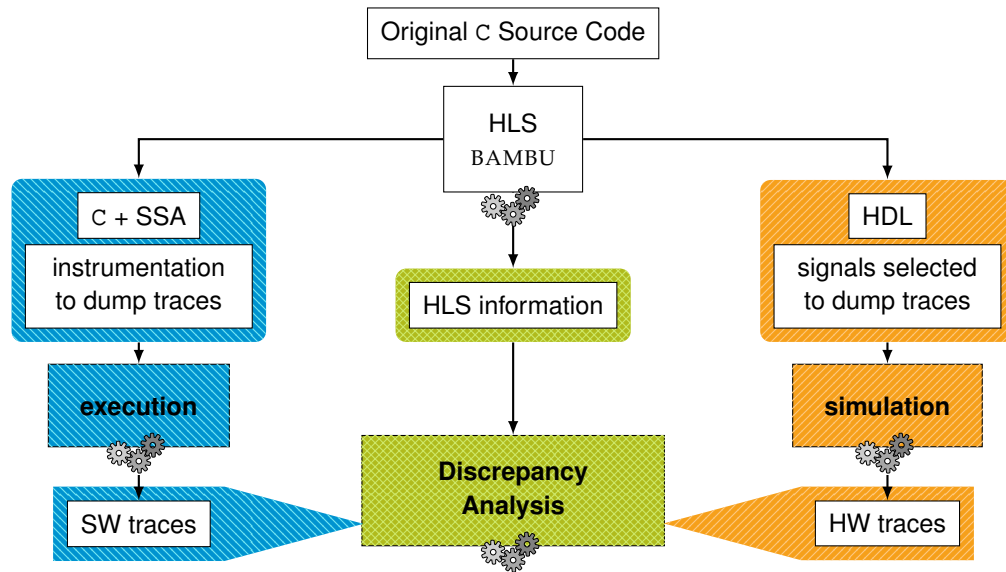 Original C Source Code
HLS
BAMBU
C + SSA
instrumentation
to dump traces
HLS information
HDL
signals selected
to dump traces
execution
simulation
Discrepancy
Analysis
SW traces
HW traces